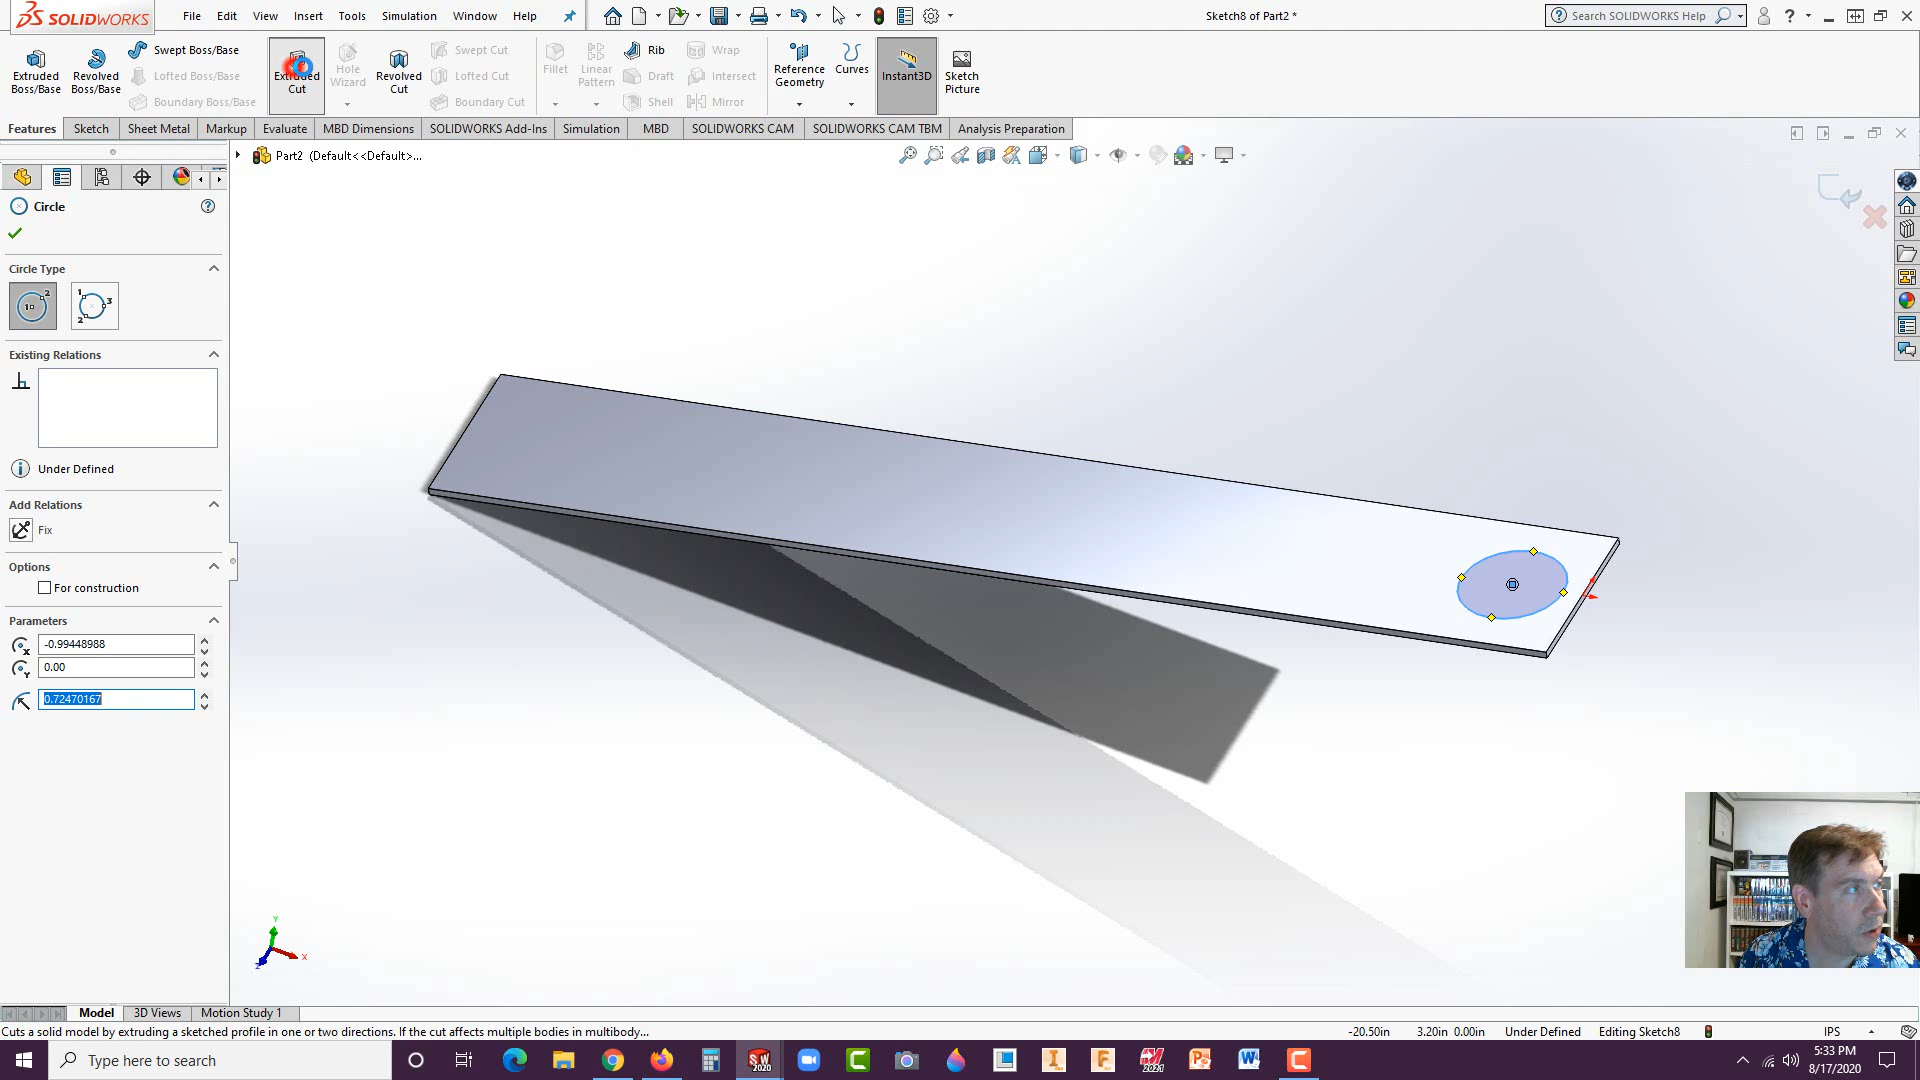 SOLIDWORKS File Edit View Insert Tools Simulation Window Help Sketch8 of Part2 * Search SOLIDWORKS Help
Extruded Boss/Base
Revolved Boss/Base
Swept Boss/Base
Lofted Boss/Base
Boundary Boss/Base
Extruded Cut
Hole Wizard
Revolved Cut
Swept Cut
Lofted Cut
Boundary Cut
Fillet
Linear Pattern
Rib
Draft
Shell
Wrap
Intersect
Mirror
Reference Geometry
Curves
Instant3D
Sketch Picture
Features Sketch Sheet Metal Markup Evaluate MBD Dimensions SOLIDWORKS Add-Ins Simulation MBD SOLIDWORKS CAM SOLIDWORKS CAM TBM Analysis Preparation
Part2 (Default<<Default>...
Circle
Circle Type
Existing Relations
Under Defined
Add Relations
Fix
Options
For construction
Parameters
-0.99448988
0.00
0.72470167
Y
X
Z
Model 3D Views Motion Study 1
Cuts a solid model by extruding a sketched profile in one or two directions. If the cut affects multiple bodies in multibody... -20.50in 3.20in 0.00in Under Defined Editing Sketch8 IPS
Type here to search
SW 2020
2021
5:33 PM
8/17/2020